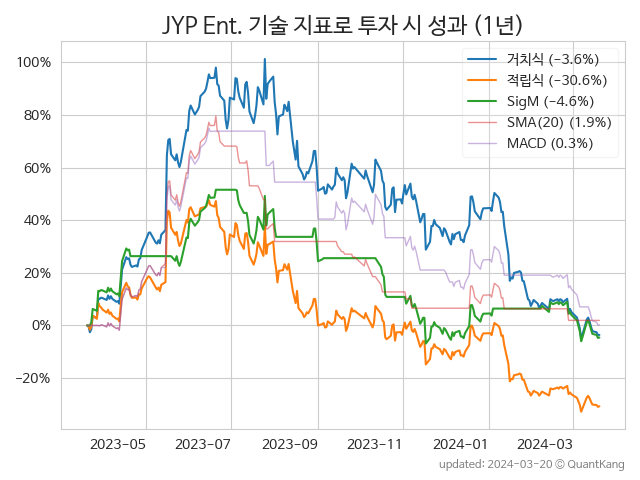 JYP Ent. 기술 지표로 투자 시 성과 (1년)
100%
80%
60%
40%
20%
0%
−20%
거치식 (−3.6%)
적립식 (−30.6%)
SigM (−4.6%)
SMA(20) (1.9%)
MACD (0.3%)
2023−05
2023−07
2023−09
2023−11
2024−01
2024−03
updated: 2024−03−20 © QuantKang